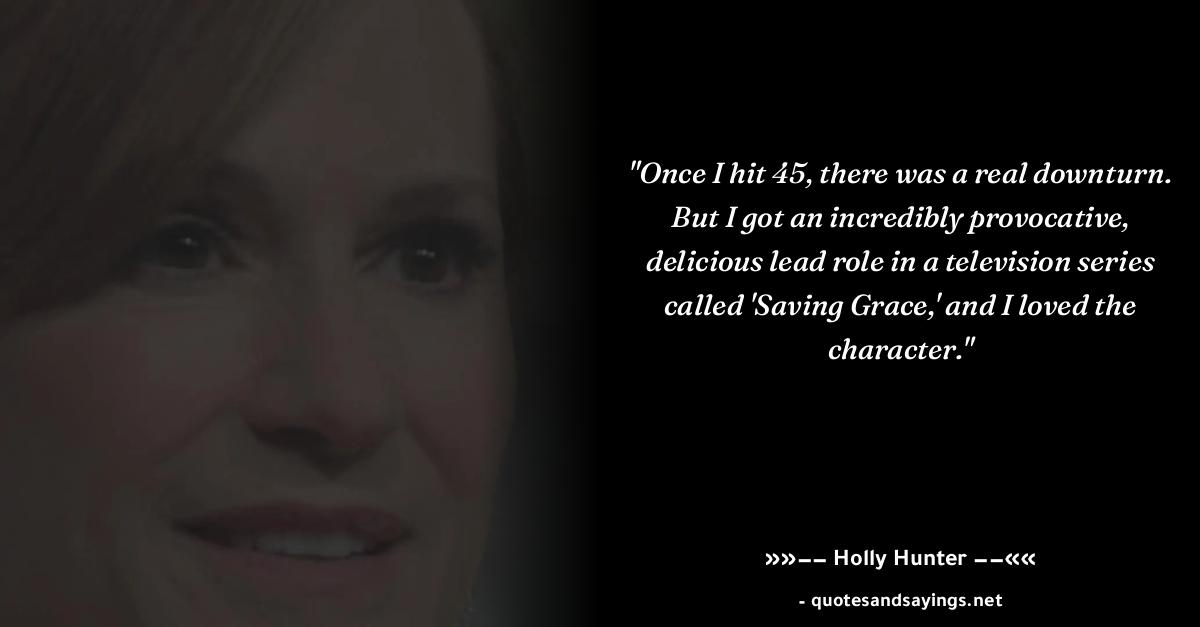 "Once I hit 45, there was a real downturn.
But I got an incredibly provocative,
delicious lead role in a television series
called 'Saving Grace,' and I loved the
character."
»»–– Holly Hunter ––««
- quotesandsayings.net